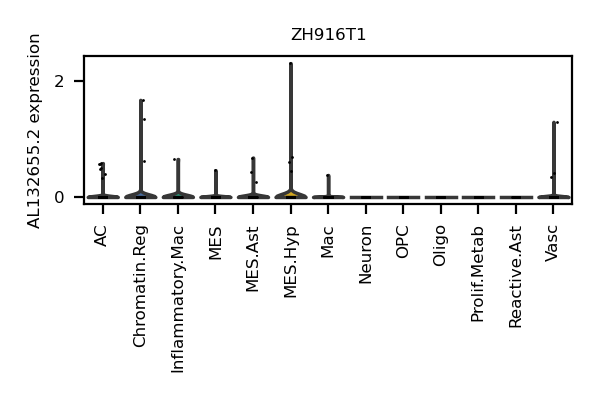 ZH916T1
AL132655.2 expression
2
0
AC
Chromatin.Reg
Inflammatory.Mac
MES
MES.Ast
MES.Hyp
Mac
Neuron
OPC
Oligo
Prolif.Metab
Reactive.Ast
Vasc